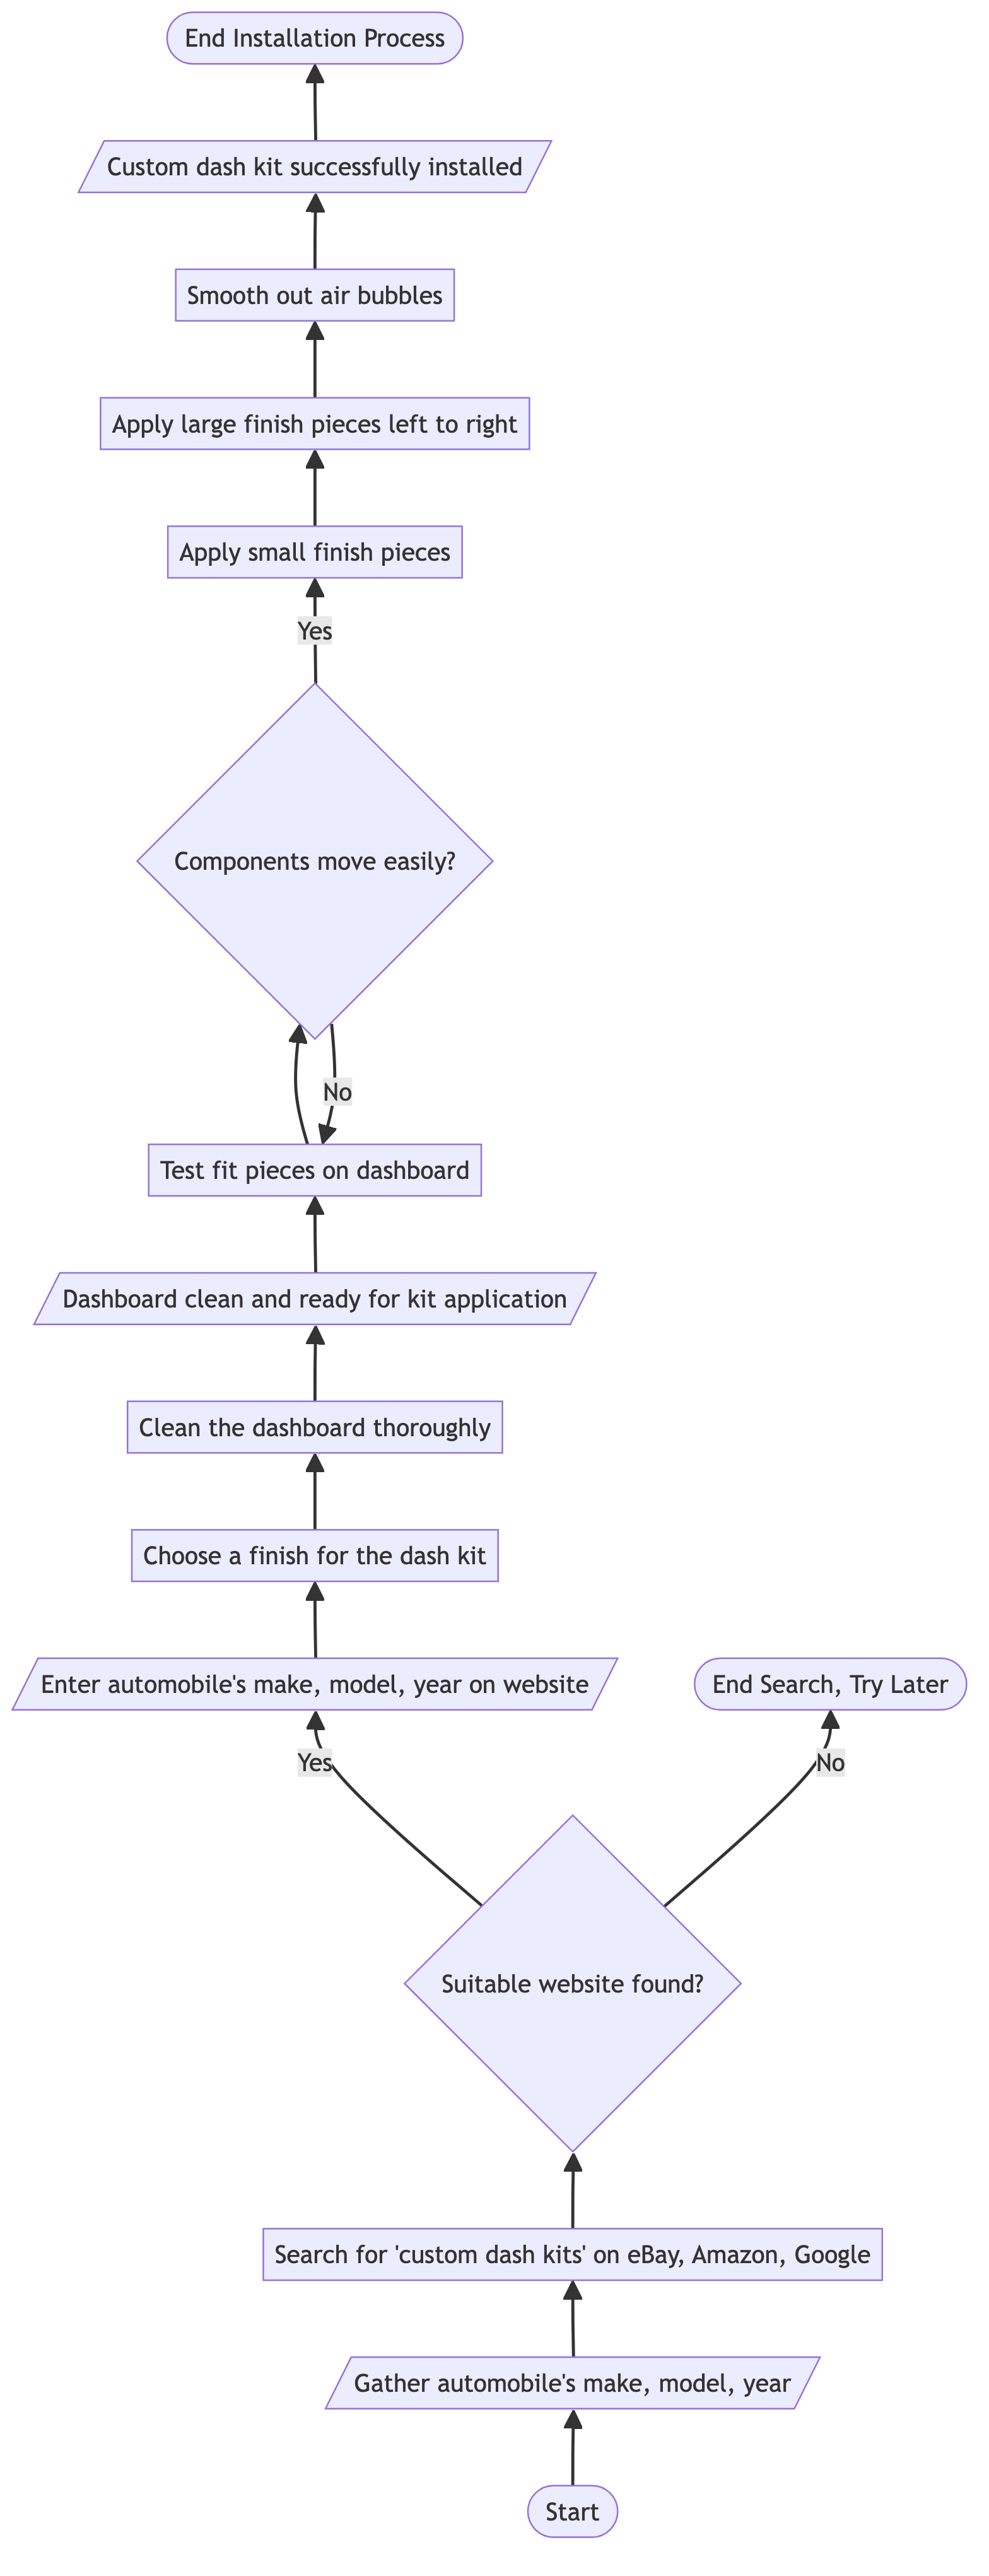 End Installation Process
Custom dash kit successfully installed
Smooth out air bubbles
Apply large finish pieces left to right
Apply small finish pieces
Yes
Components move easily?
No
Test fit pieces on dashboard
Dashboard clean and ready for kit application
Clean the dashboard thoroughly
Choose a finish for the dash kit
Enter automobile's make, model, year on website
End Search, Try Later
Yes
No
Suitable website found?
Search for 'custom dash kits' on eBay, Amazon, Google
Gather automobile's make, model, year
Start